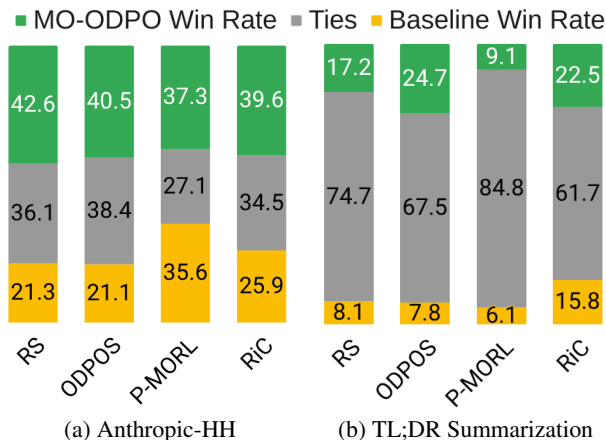 MO-ODPO Win Rate Ties Baseline Win Rate
42.6 40.5 37.3 39.6
36.1 38.4 27.1 34.5
21.3 21.1 35.6 25.9
RS ODPOS P-MORL RiC
(a) Anthropic-HH
17.2 24.7 9.1 22.5
74.7 67.5 84.8 61.7
8.1 7.8 6.1 15.8
RS ODPOS P-MORL RiC
(b) TL;DR Summarization